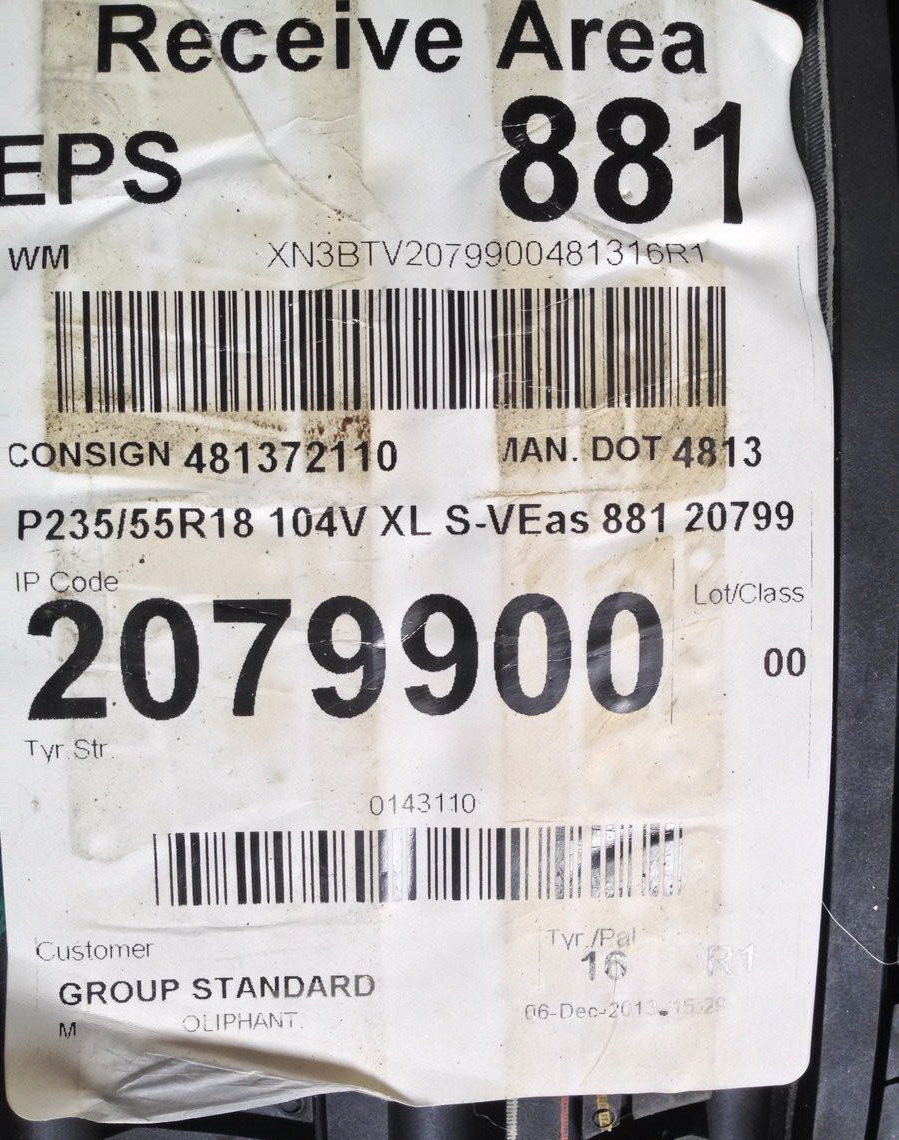 Receive Area
EPS 881
WM XN3BTV2079900481316R1
CONSIGN 481372110 MAN. DOT 4813
P235/55R18 104V XL S-VEas 881 20799
IP Code Lot/Class
2079900 00
Tyr Str
0143110
Customer Tyr./Pal
16 R1
GROUP STANDARD
06-Dec-2013 15:29
M OLIPHANT.